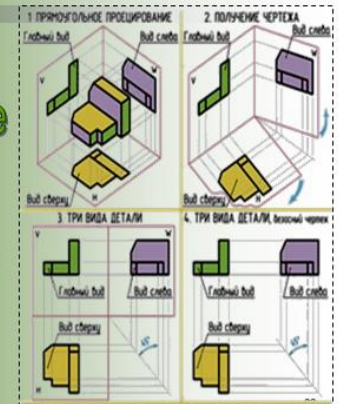 е
1 ПРЯМОУГОЛЬНОЕ ПРОЕЦИРОВАНИЕ
Главный вид
Вид слева
V
W
Вид сверху
H
2. ПОЛУЧЕНИЕ ЧЕРТЕЖА
Главный вид
Вид слева
V
W
Вид сверху
H
3. ТРИ ВИДА ДЕТАЛИ
V
W
Главный вид
Вид слева
Вид сверху
45°
H
4. ТРИ ВИДА ДЕТАЛИ, безосный чертеж
Главный вид
Вид слева
Вид сверху
45°